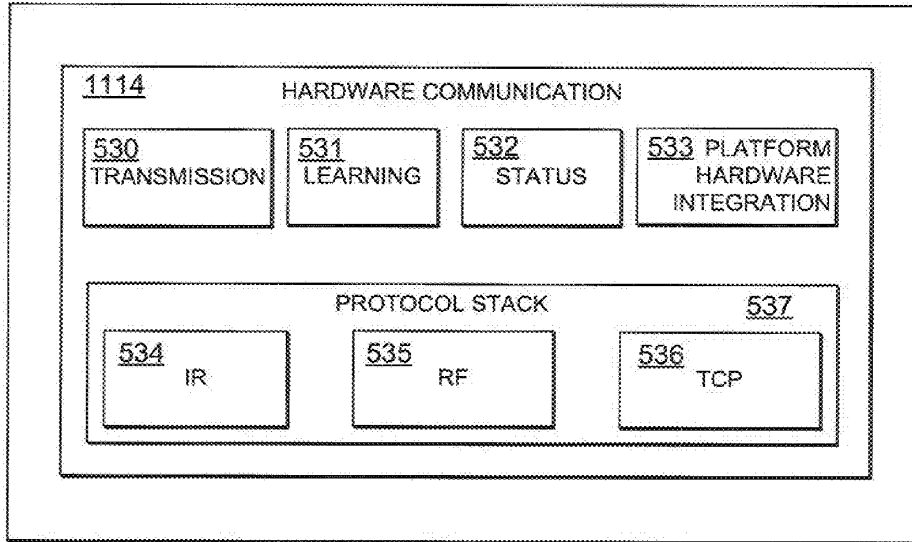 1114 HARDWARE COMMUNICATION
530 TRANSMISSION
531 LEARNING
532 STATUS
533 PLATFORM
HARDWARE
INTEGRATION
PROTOCOL STACK 537
534 IR
535 RF
536 TCP